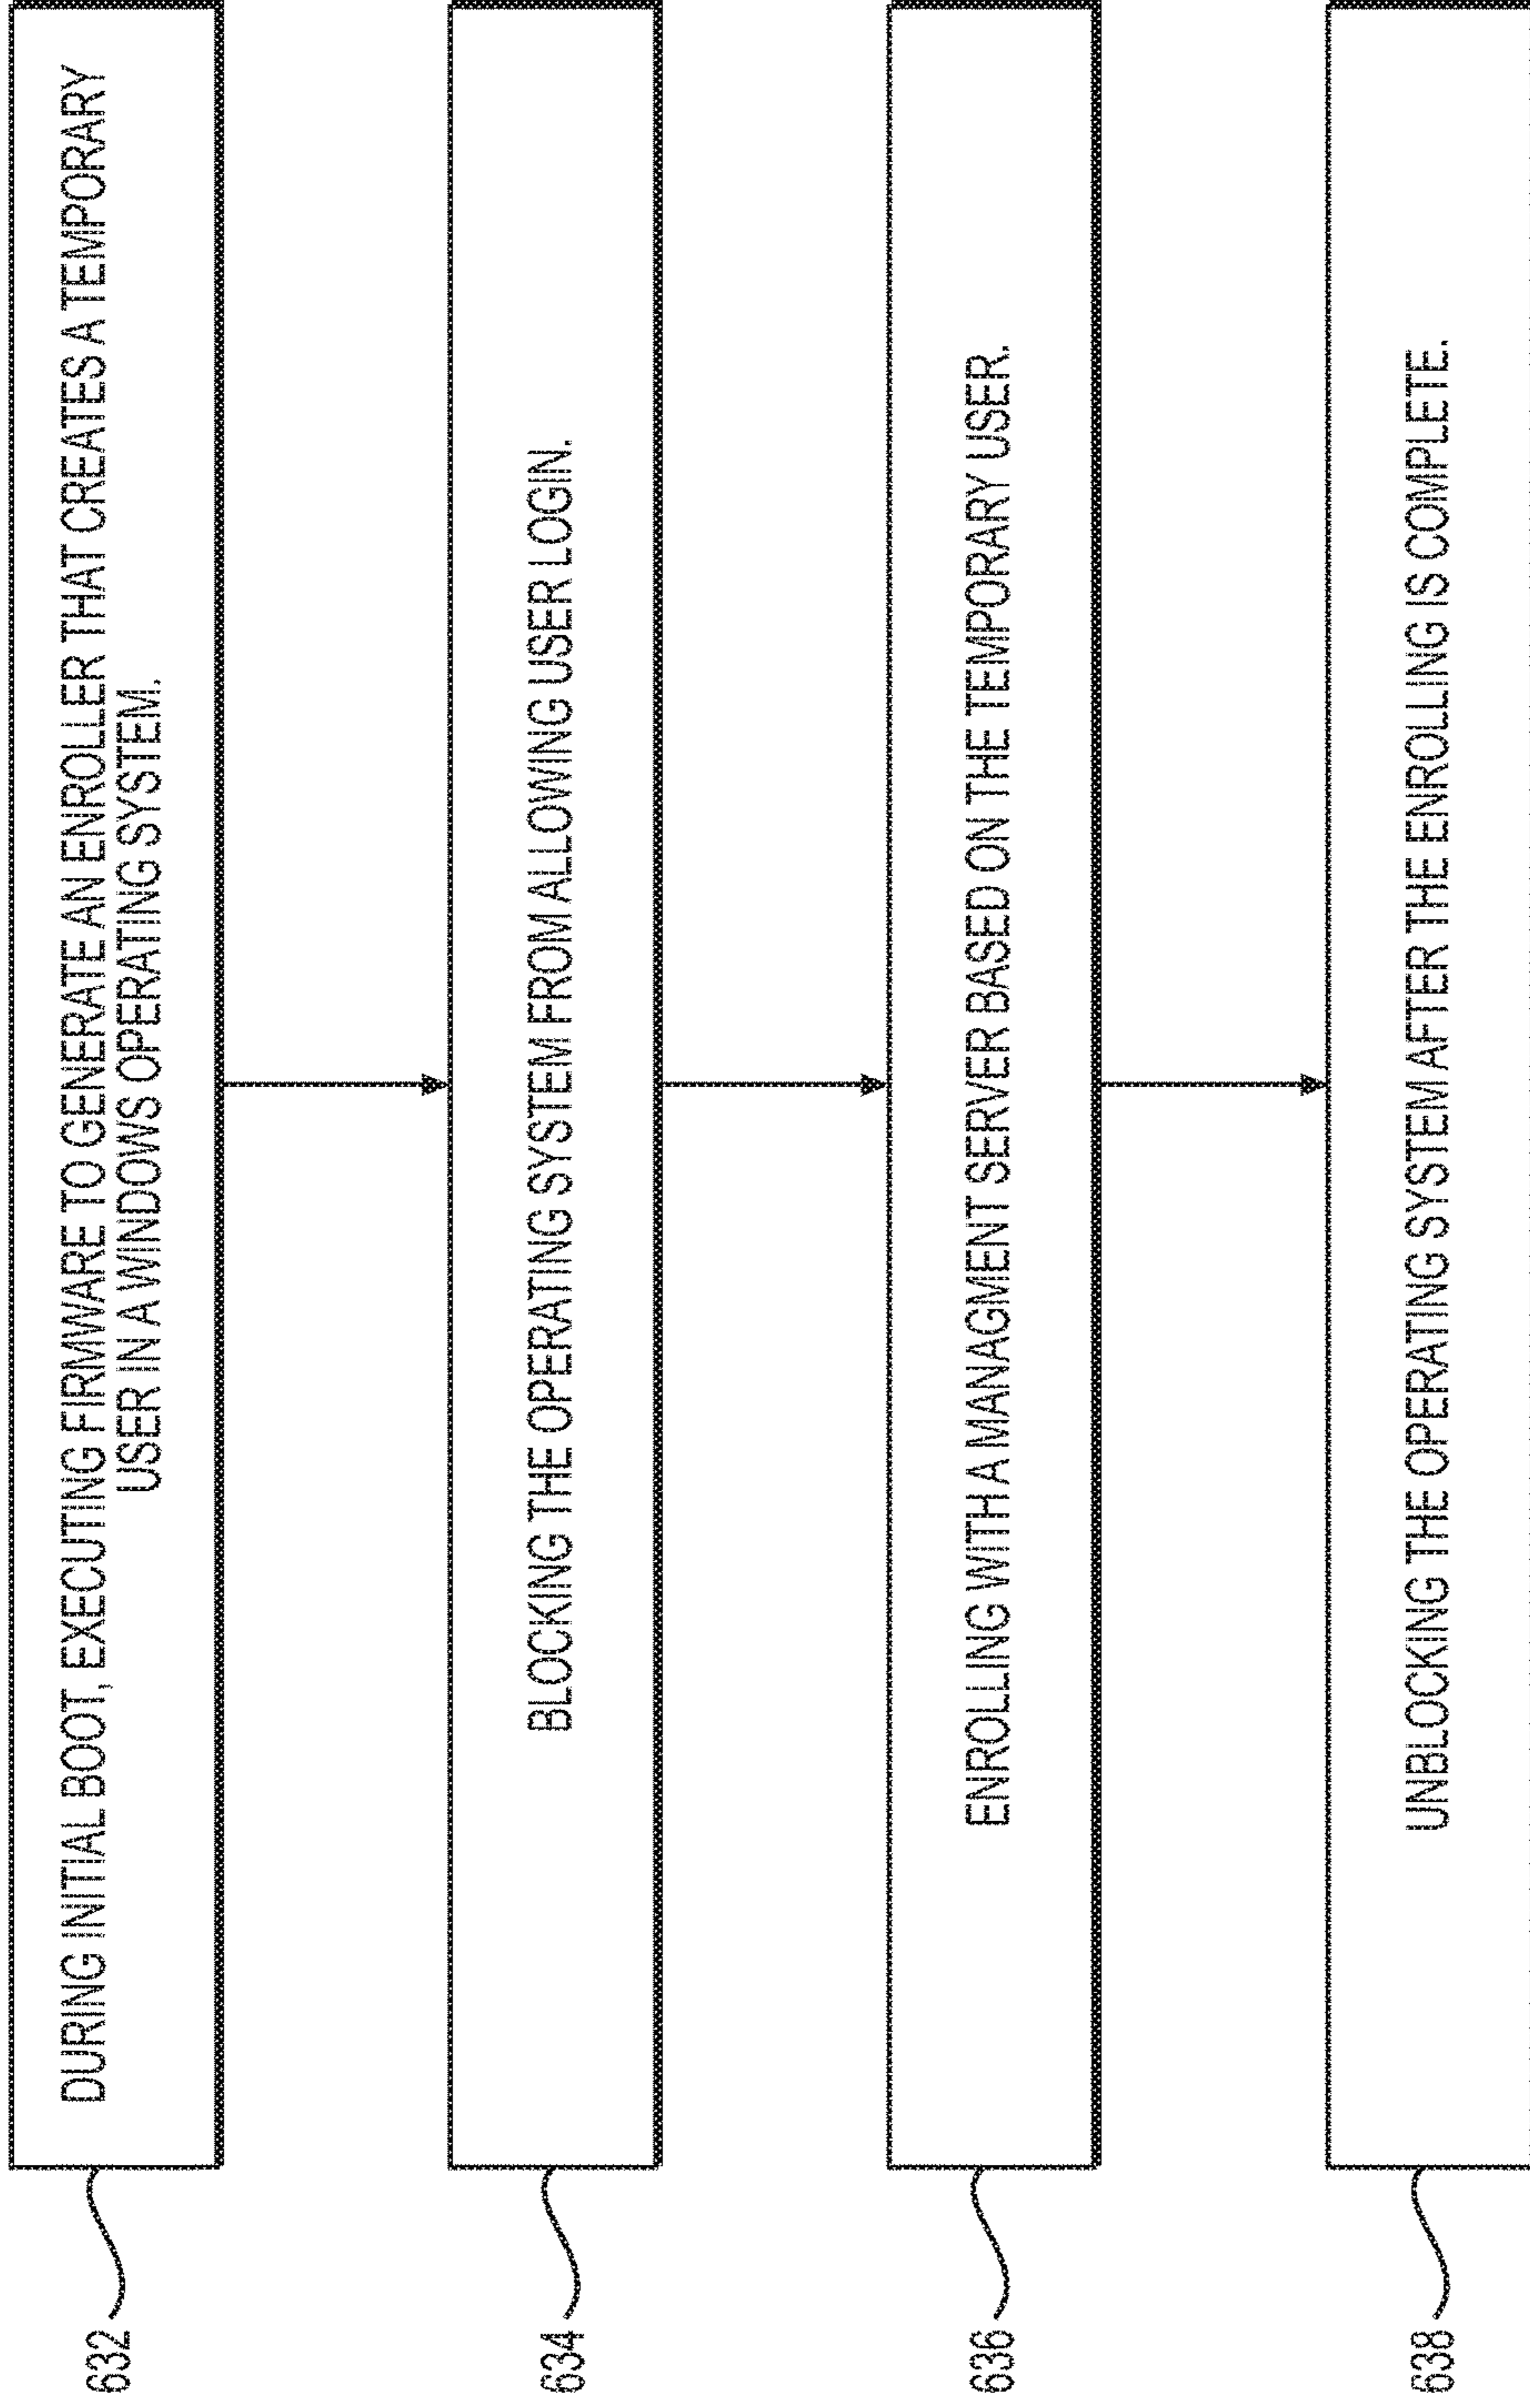 632
DURING INITIAL BOOT, EXECUTING FIRMWARE TO GENERATE AN ENROLLER THAT CREATES A TEMPORARY
USER IN A WINDOWS OPERATING SYSTEM.
634
BLOCKING THE OPERATING SYSTEM FROM ALLOWING USER LOGIN.
636
ENROLLING WITH A MANAGMENT SERVER BASED ON THE TEMPORARY USER.
638
UNBLOCKING THE OPERATING SYSTEM AFTER THE ENROLLING IS COMPLETE.